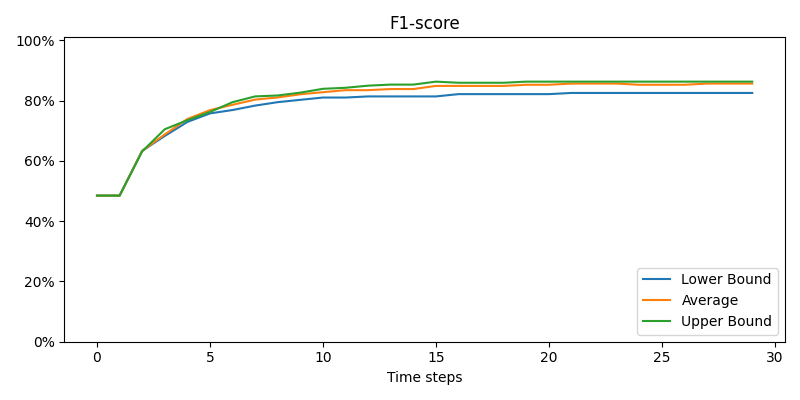 F1-score
100%
80%
60%
40%
20%
0%
Lower Bound
Average
Upper Bound
0 5 10 15 20 25 30
Time steps